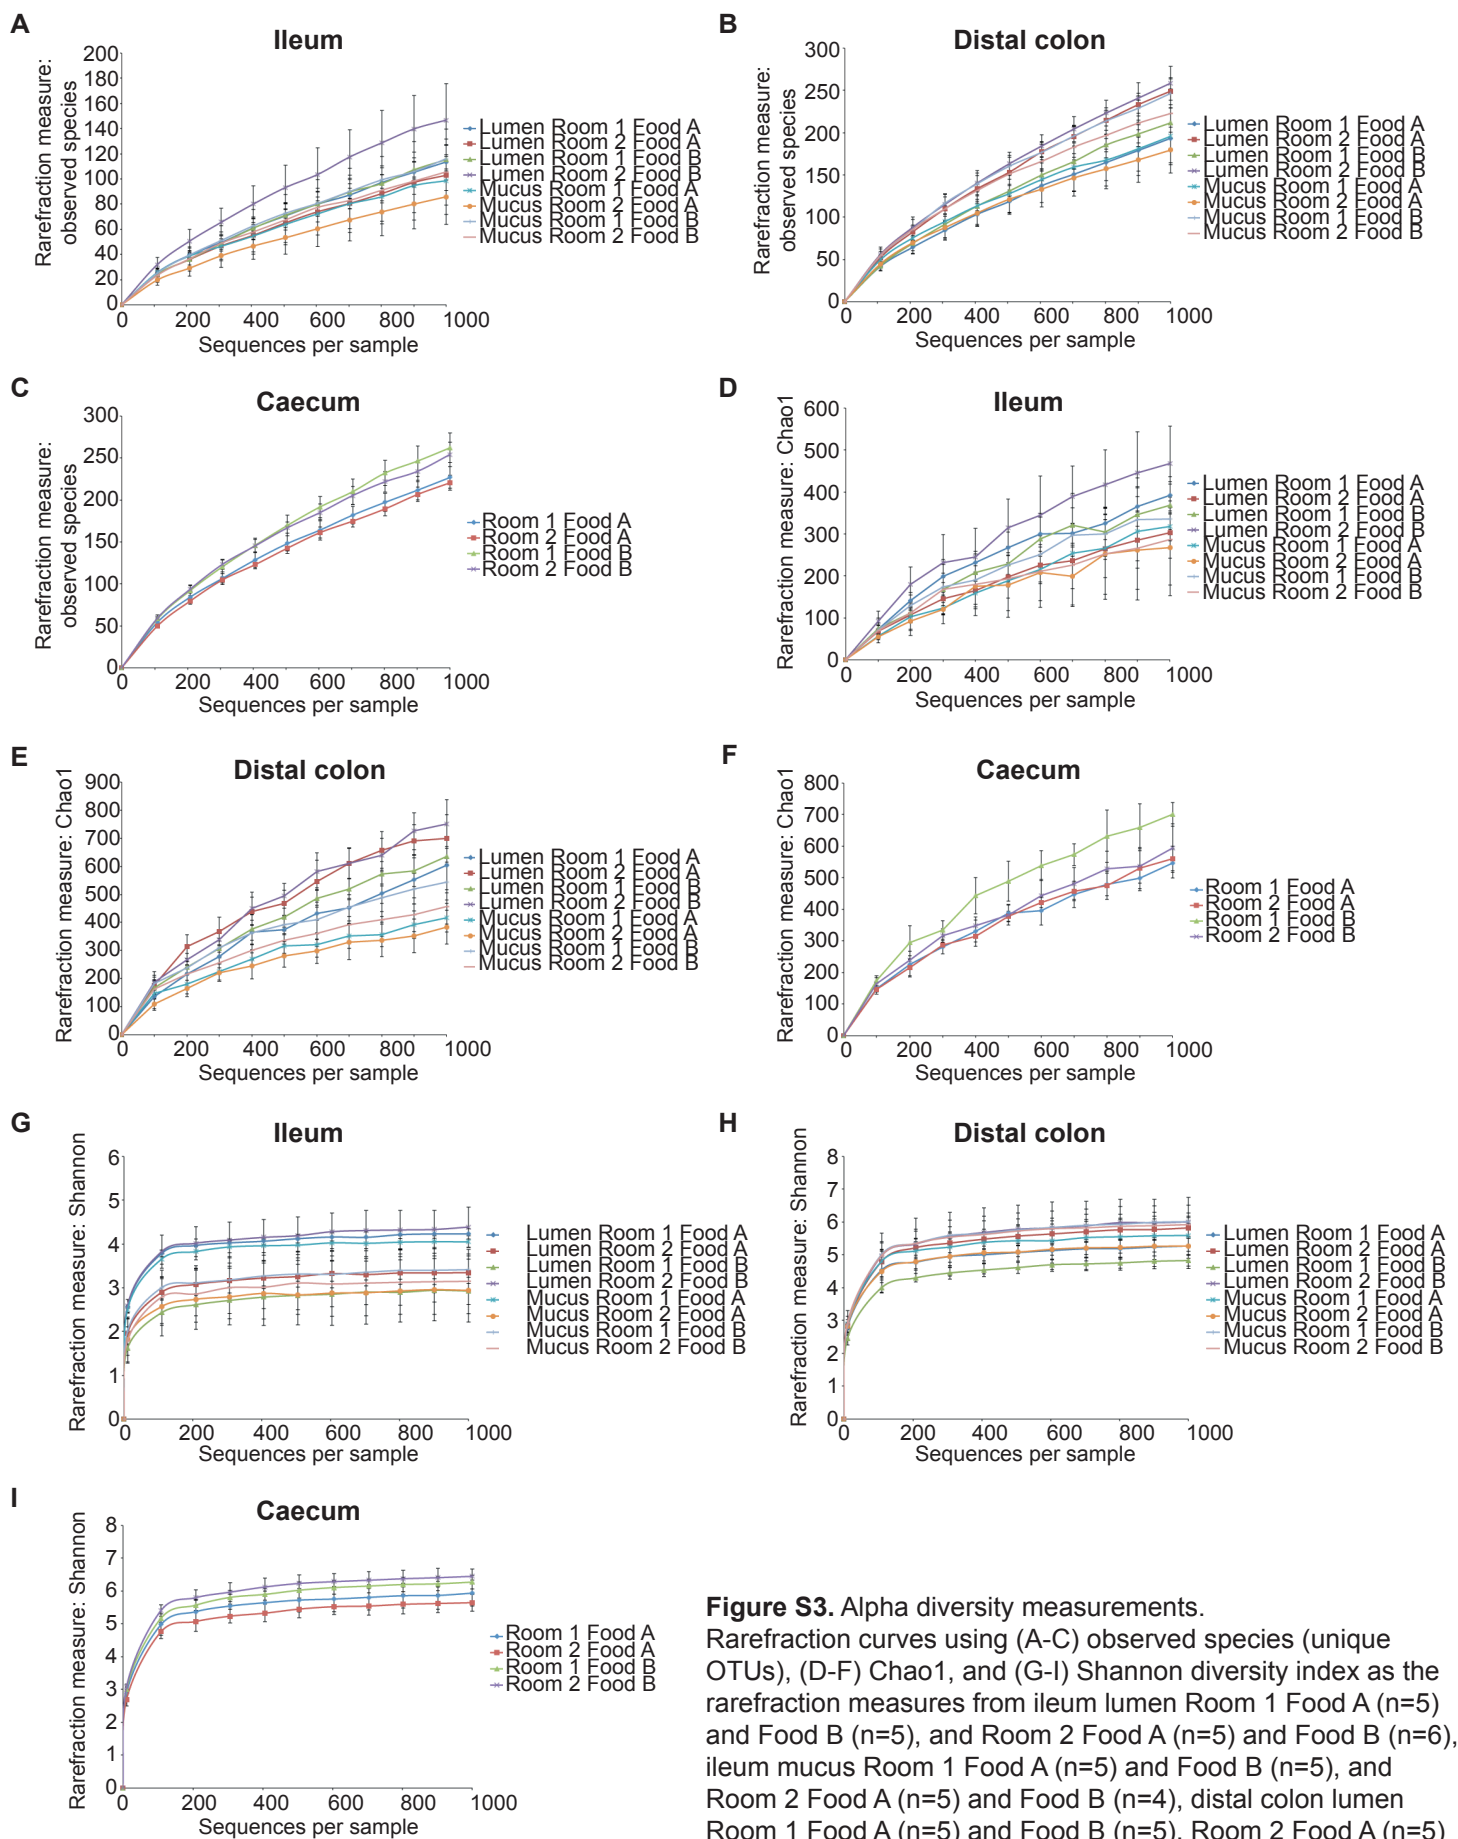 A
Ileum
Rarefraction measure:
observed species
200
180
160
140
120
100
80
60
40
20
0
0 200 400 600 800 1000
Sequences per sample
Lumen Room 1 Food A
Lumen Room 2 Food A
Lumen Room 1 Food B
Lumen Room 2 Food B
Mucus Room 1 Food A
Mucus Room 2 Food A
Mucus Room 1 Food B
Mucus Room 2 Food B
B
Distal colon
Rarefraction measure:
observed species
300
250
200
150
100
50
0
0 200 400 600 800 1000
Sequences per sample
Lumen Room 1 Food A
Lumen Room 2 Food A
Lumen Room 1 Food B
Lumen Room 2 Food B
Mucus Room 1 Food A
Mucus Room 2 Food A
Mucus Room 1 Food B
Mucus Room 2 Food B
C
Caecum
Rarefraction measure:
observed species
300
250
200
150
100
50
0
0 200 400 600 800 1000
Sequences per sample
Room 1 Food A
Room 2 Food A
Room 1 Food B
Room 2 Food B
D
Ileum
Rarefraction measure: Chao1
600
500
400
300
200
100
0
0 200 400 600 800 1000
Sequences per sample
Lumen Room 1 Food A
Lumen Room 2 Food A
Lumen Room 1 Food B
Lumen Room 2 Food B
Mucus Room 1 Food A
Mucus Room 2 Food A
Mucus Room 1 Food B
Mucus Room 2 Food B
E
Distal colon
Rarefraction measure: Chao1
900
800
700
600
500
400
300
200
100
0
0 200 400 600 800 1000
Sequences per sample
Lumen Room 1 Food A
Lumen Room 2 Food A
Lumen Room 1 Food B
Lumen Room 2 Food B
Mucus Room 1 Food A
Mucus Room 2 Food A
Mucus Room 1 Food B
Mucus Room 2 Food B
F
Caecum
Rarefraction measure: Chao1
800
700
600
500
400
300
200
100
0
0 200 400 600 800 1000
Sequences per sample
Room 1 Food A
Room 2 Food A
Room 1 Food B
Room 2 Food B
G
Ileum
Rarefraction measure: Shannon
6
5
4
3
2
1
0
0 200 400 600 800 1000
Sequences per sample
Lumen Room 1 Food A
Lumen Room 2 Food A
Lumen Room 1 Food B
Lumen Room 2 Food B
Mucus Room 1 Food A
Mucus Room 2 Food A
Mucus Room 1 Food B
Mucus Room 2 Food B
H
Distal colon
Rarefraction measure: Shannon
8
7
6
5
4
3
2
1
0
0 200 400 600 800 1000
Sequences per sample
Lumen Room 1 Food A
Lumen Room 2 Food A
Lumen Room 1 Food B
Lumen Room 2 Food B
Mucus Room 1 Food A
Mucus Room 2 Food A
Mucus Room 1 Food B
Mucus Room 2 Food B
I
Caecum
Rarefraction measure: Shannon
8
7
6
5
4
3
2
1
0
0 200 400 600 800 1000
Sequences per sample
Room 1 Food A
Room 2 Food A
Room 1 Food B
Room 2 Food B
Figure S3. Alpha diversity measurements.
Rarefraction curves using (A-C) observed species (unique
OTUs), (D-F) Chao1, and (G-I) Shannon diversity index as the
rarefraction measures from ileum lumen Room 1 Food A (n=5)
and Food B (n=5), and Room 2 Food A (n=5) and Food B (n=6),
ileum mucus Room 1 Food A (n=5) and Food B (n=5), and
Room 2 Food A (n=5) and Food B (n=4), distal colon lumen
Room 1 Food A (n=5) and Food B (n=5), Room 2 Food A (n=5)